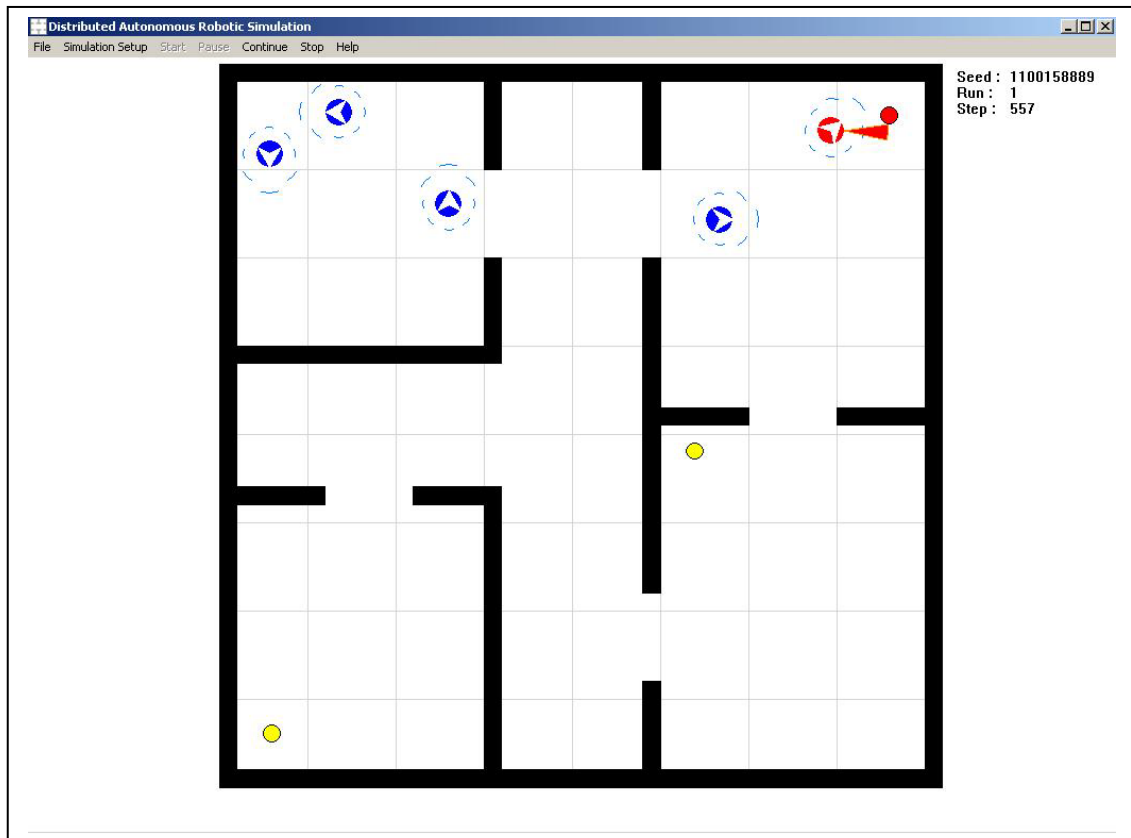 Distributed Autonomous Robotic Simulation
File Simulation Setup Start Pause Continue Stop Help
Seed : 1100158889
Run : 1
Step : 557